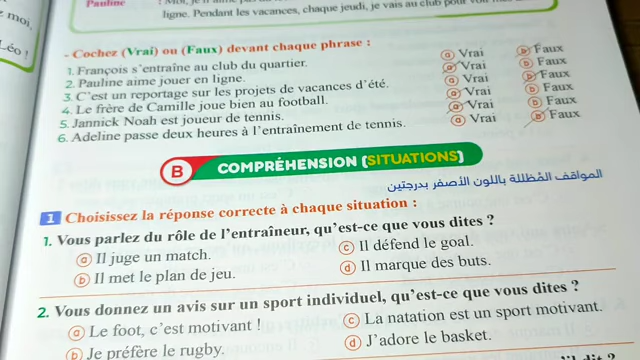 Pauline
ligne. Pendant les vacances, chaque jeudi, je vais au club pour
moi,
Léo !
- Cochez (Vrai) ou (Faux) devant chaque phrase :
1. François s'entraîne au club du quartier. a Vrai b Faux
2. Pauline aime jouer en ligne. a Vrai b Faux
3. C'est un reportage sur les projets de vacances d'été. a Vrai b Faux
4. Le frère de Camille joue bien au football. a Vrai b Faux
5. Jannick Noah est joueur de tennis. a Vrai b Faux
6. Adeline passe deux heures à l'entraînement de tennis. a Vrai b Faux
B COMPRÉHENSION (SITUATIONS)
المواقف المظللة باللون الأصفر بدرجتين
1 Choisissez la réponse correcte à chaque situation :
1. Vous parlez du rôle de l'entraîneur, qu'est-ce que vous dites ?
a Il juge un match. c Il défend le goal.
b Il met le plan de jeu. d Il marque des buts.
2. Vous donnez un avis sur un sport individuel, qu'est-ce que vous dites ?
a Le foot, c'est motivant ! c La natation est un sport motivant.
b Je préfère le rugby. d J'adore le basket.